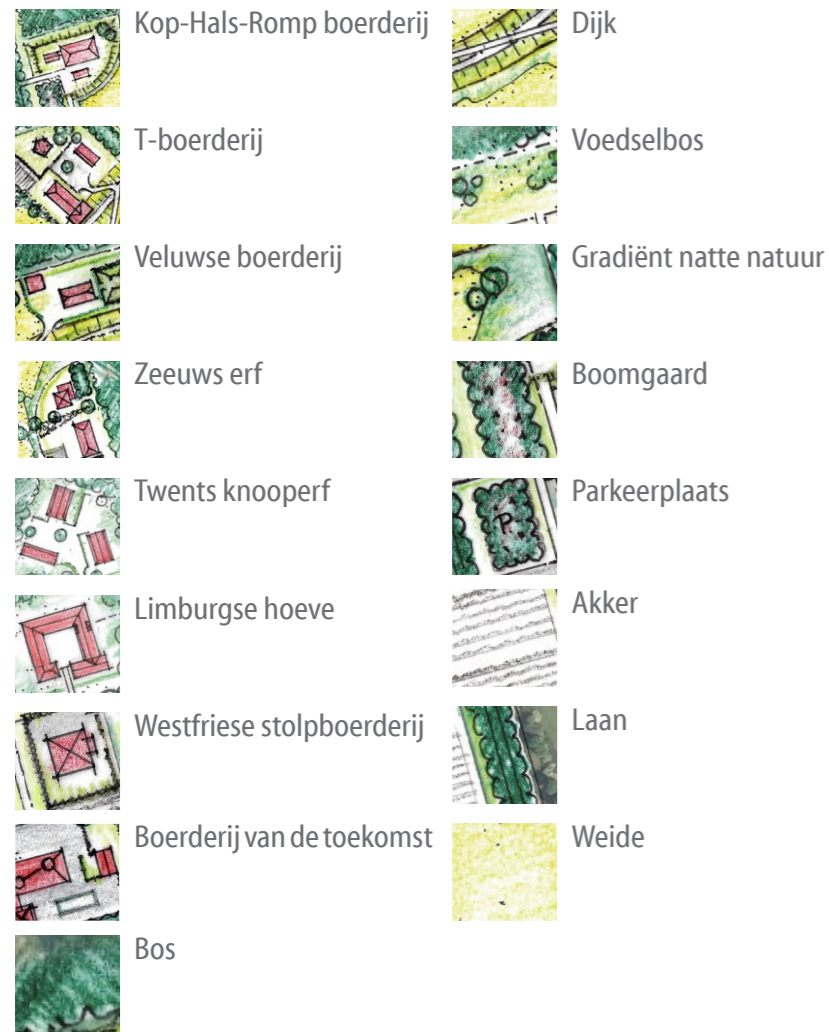 Kop-Hals-Romp boerderij
T-boerderij
Veluwse boerderij
Zeeuws erf
Twents knooperf
Limburgse hoeve
Westfriese stolpboerderij
Boerderij van de toekomst
Bos
Dijk
Voedselbos
Gradiënt natte natuur
Boomgaard
P
Parkeerplaats
Akker
Laan
Weide